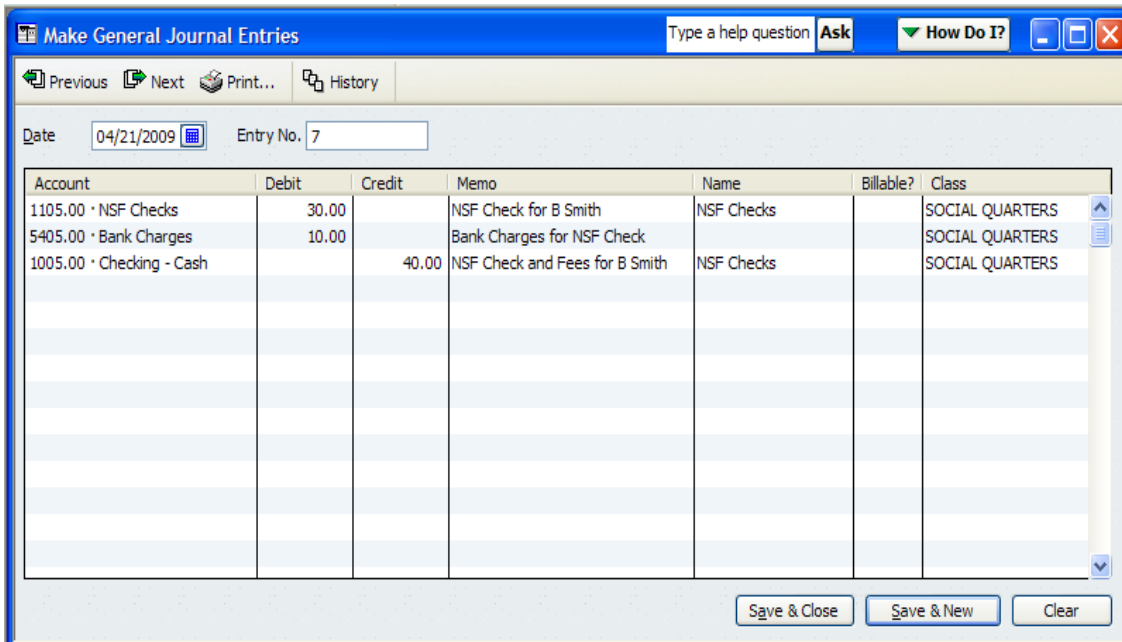 Make General Journal Entries Type a help question Ask How Do I?
Previous Next Print... History
Date 04/21/2009 Entry No. 7
Account Debit Credit Memo Name Billable? Class
1105.00 · NSF Checks 30.00 NSF Check for B Smith NSF Checks SOCIAL QUARTERS
5405.00 · Bank Charges 10.00 Bank Charges for NSF Check SOCIAL QUARTERS
1005.00 · Checking - Cash 40.00 NSF Check and Fees for B Smith NSF Checks SOCIAL QUARTERS
Save & Close Save & New Clear